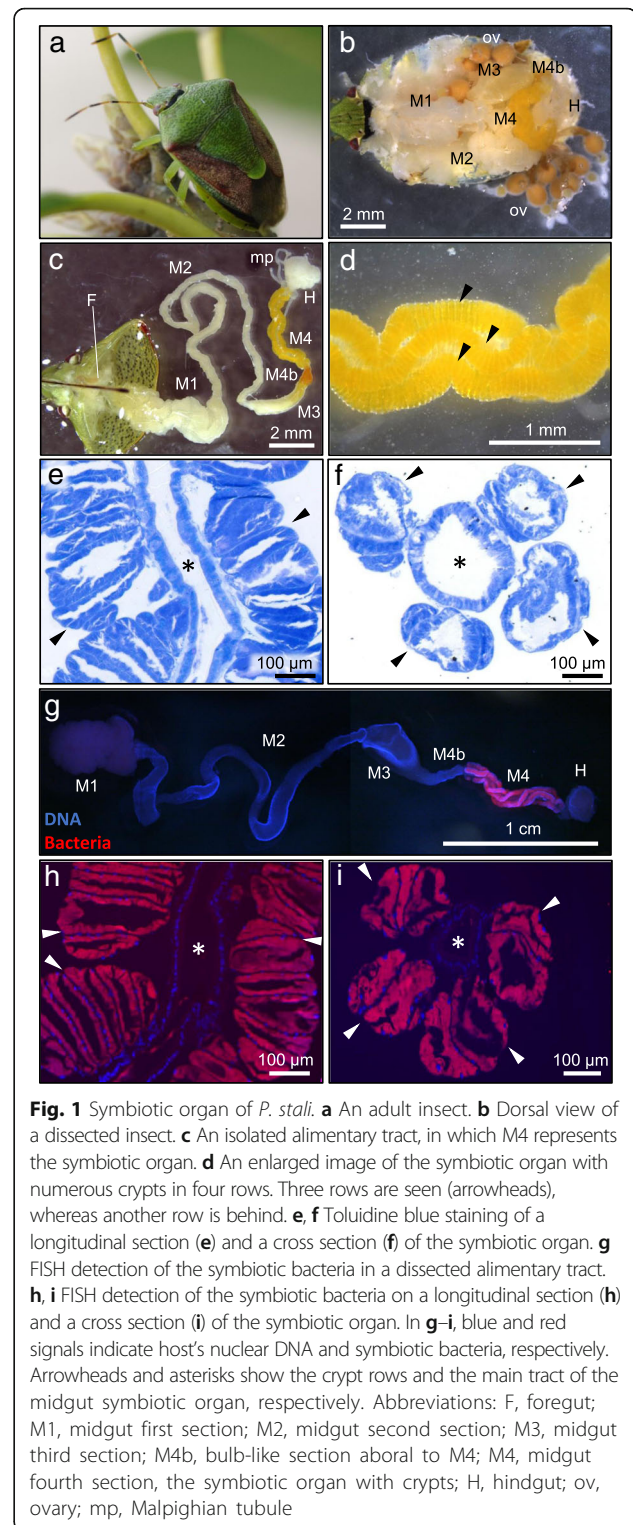 a
b
ov
M3
M4b
M1
H
M4
M2
ov
2 mm
c
M2
mp
F
H
M4
M1
M4b
M3
2 mm
d
1 mm
e
*
100 µm
f
*
100 µm
g
M2
M4b
M4
H
M1
M3
DNA
Bacteria
1 cm
h
*
100 µm
i
*
100 µm
Fig. 1 Symbiotic organ of P. stali. a An adult insect. b Dorsal view of
a dissected insect. c An isolated alimentary tract, in which M4 represents
the symbiotic organ. d An enlarged image of the symbiotic organ with
numerous crypts in four rows. Three rows are seen (arrowheads),
whereas another row is behind. e, f Toluidine blue staining of a
longitudinal section (e) and a cross section (f) of the symbiotic organ. g
FISH detection of the symbiotic bacteria in a dissected alimentary tract.
h, i FISH detection of the symbiotic bacteria on a longitudinal section (h)
and a cross section (i) of the symbiotic organ. In g–i, blue and red
signals indicate host's nuclear DNA and symbiotic bacteria, respectively.
Arrowheads and asterisks show the crypt rows and the main tract of the
midgut symbiotic organ, respectively. Abbreviations: F, foregut;
M1, midgut first section; M2, midgut second section; M3, midgut
third section; M4b, bulb-like section aboral to M4; M4, midgut
fourth section, the symbiotic organ with crypts; H, hindgut; ov,
ovary; mp, Malpighian tubule